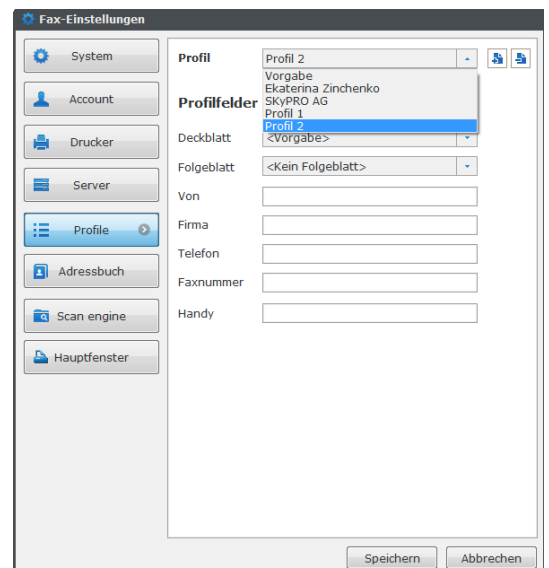 Fax-Einstellungen
System
Account
Drucker
Server
Profile
Adressbuch
Scan engine
Hauptfenster
Profil
Profil 2
Vorgabe
Ekaterina Zinchenko
SKyPRO AG
Profil 1
Profil 2
Profilfelder
Deckblatt
<Vorgabe>
Folgeblatt
<Kein Folgeblatt>
Von
Firma
Telefon
Faxnummer
Handy
Speichern
Abbrechen